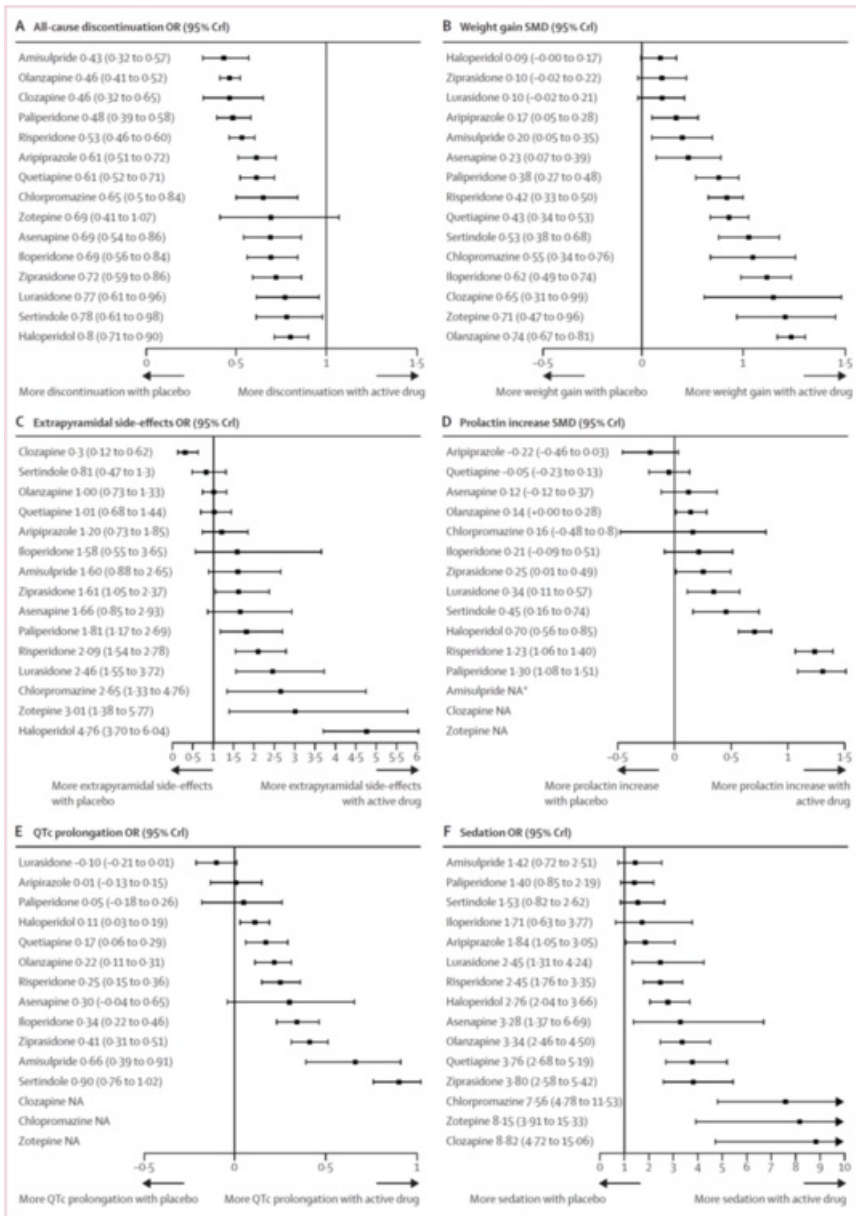 A All-cause discontinuation OR (95% Crl)
Amisulpride 0·43 (0·32 to 0·57)
Olanzapine 0·46 (0·41 to 0·52)
Clozapine 0·46 (0·32 to 0·65)
Paliperidone 0·48 (0·39 to 0·58)
Risperidone 0·53 (0·46 to 0·60)
Aripiprazole 0·61 (0·51 to 0·72)
Quetiapine 0·61 (0·52 to 0·71)
Chlorpromazine 0·65 (0·5 to 0·84)
Zotepine 0·69 (0·41 to 1·07)
Asenapine 0·69 (0·54 to 0·86)
Iloperidone 0·69 (0·56 to 0·84)
Ziprasidone 0·72 (0·59 to 0·86)
Lurasidone 0·77 (0·61 to 0·96)
Sertindole 0·78 (0·61 to 0·98)
Haloperidol 0·8 (0·71 to 0·90)
0 0·5 1 1·5
More discontinuation with placebo More discontinuation with active drug
B Weight gain SMD (95% Crl)
Haloperidol 0·09 (–0·00 to 0·17)
Ziprasidone 0·10 (–0·02 to 0·22)
Lurasidone 0·10 (–0·02 to 0·21)
Aripiprazole 0·17 (0·05 to 0·28)
Amisulpride 0·20 (0·05 to 0·35)
Asenapine 0·23 (0·07 to 0·39)
Paliperidone 0·38 (0·27 to 0·48)
Risperidone 0·42 (0·33 to 0·50)
Quetiapine 0·43 (0·34 to 0·53)
Sertindole 0·53 (0·38 to 0·68)
Chlopromazine 0·55 (0·34 to 0·76)
Iloperidone 0·62 (0·49 to 0·74)
Clozapine 0·65 (0·31 to 0·99)
Zotepine 0·71 (0·47 to 0·96)
Olanzapine 0·74 (0·67 to 0·81)
–0·5 0 1 1·5
More weight gain with placebo More weight gain with active drug
C Extrapyramidal side-effects OR (95% Crl)
Clozapine 0·3 (0·12 to 0·62)
Sertindole 0·81 (0·47 to 1·3)
Olanzapine 1·00 (0·73 to 1·33)
Quetiapine 1·01 (0·68 to 1·44)
Aripiprazole 1·20 (0·73 to 1·85)
Iloperidone 1·58 (0·55 to 3·65)
Amisulpride 1·60 (0·88 to 2·65)
Ziprasidone 1·61 (1·05 to 2·37)
Asenapine 1·66 (0·85 to 2·93)
Paliperidone 1·81 (1·17 to 2·69)
Risperidone 2·09 (1·54 to 2·78)
Lurasidone 2·46 (1·55 to 3·72)
Chlorpromazine 2·65 (1·33 to 4·76)
Zotepine 3·01 (1·38 to 5·77)
Haloperidol 4·76 (3·70 to 6·04)
0 0·5 1 1·5 2 2·5 3 3·5 4 4·5 5 5·5 6
More extrapyramidal side-effects More extrapyramidal side-effects
with placebo with active drug
D Prolactin increase SMD (95% Crl)
Aripiprazole –0·22 (–0·46 to 0·03)
Quetiapine –0·05 (–0·23 to 0·13)
Asenapine 0·12 (–0·12 to 0·37)
Olanzapine 0·14 (+0·00 to 0·28)
Chlorpromazine 0·16 (–0·48 to 0·8)
Iloperidone 0·21 (–0·09 to 0·51)
Ziprasidone 0·25 (0·01 to 0·49)
Lurasidone 0·34 (0·11 to 0·57)
Sertindole 0·45 (0·16 to 0·74)
Haloperidol 0·70 (0·56 to 0·85)
Risperidone 1·23 (1·06 to 1·40)
Paliperidone 1·30 (1·08 to 1·51)
Amisulpride NA*
Clozapine NA
Zotepine NA
–0·5 0 0·5 1 1·5
More prolactin increase More prolactin increase with
with placebo active drug
E QTc prolongation OR (95% Crl)
Lurasidone –0·10 (–0·21 to 0·01)
Aripirazole 0·01 (–0·13 to 0·15)
Paliperidone 0·05 (–0·18 to 0·26)
Haloperidol 0·11 (0·03 to 0·19)
Quetiapine 0·17 (0·06 to 0·29)
Olanzapine 0·22 (0·11 to 0·31)
Risperidone 0·25 (0·15 to 0·36)
Asenapine 0·30 (–0·04 to 0·65)
Iloperidone 0·34 (0·22 to 0·46)
Ziprasidone 0·41 (0·31 to 0·51)
Amisulpride 0·66 (0·39 to 0·91)
Sertindole 0·90 (0·76 to 1·02)
Clozapine NA
Chlopromazine NA
Zotepine NA
–0·5 0 0·5 1
More QTc prolongation with placebo More QTc prolongation with active drug
F Sedation OR (95% Crl)
Amisulpride 1·42 (0·72 to 2·51)
Paliperidone 1·40 (0·85 to 2·19)
Sertindole 1·53 (0·82 to 2·62)
Iloperidone 1·71 (0·63 to 3·77)
Aripiprazole 1·84 (1·05 to 3·05)
Lurasidone 2·45 (1·31 to 4·24)
Risperidone 2·45 (1·76 to 3·35)
Haloperidol 2·76 (2·04 to 3·66)
Asenapine 3·28 (1·37 to 6·69)
Olanzapine 3·34 (2·46 to 4·50)
Quetiapine 3·76 (2·68 to 5·19)
Ziprasidone 3·80 (2·58 to 5·42)
Chlorpromazine 7·56 (4·78 to 11·53)
Zotepine 8·15 (3·91 to 15·33)
Clozapine 8·82 (4·72 to 15·06)
0 1 2 3 4 5 6 7 8 9 10
More sedation with placebo More sedation with active drug